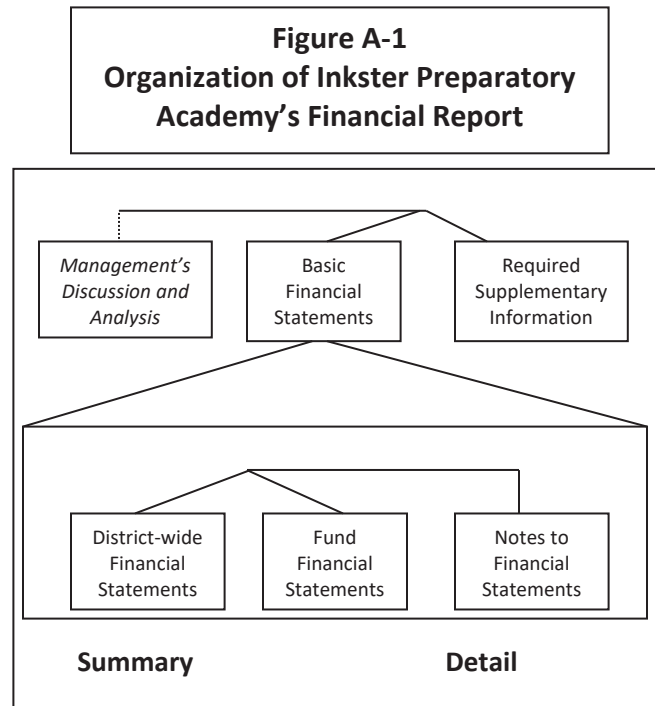 Figure A-1
Organization of Inkster Preparatory
Academy’s Financial Report
Management’s
Discussion and
Analysis
Basic
Financial
Statements
Required
Supplementary
Information
District-wide
Financial
Statements
Fund
Financial
Statements
Notes to
Financial
Statements
Summary
Detail